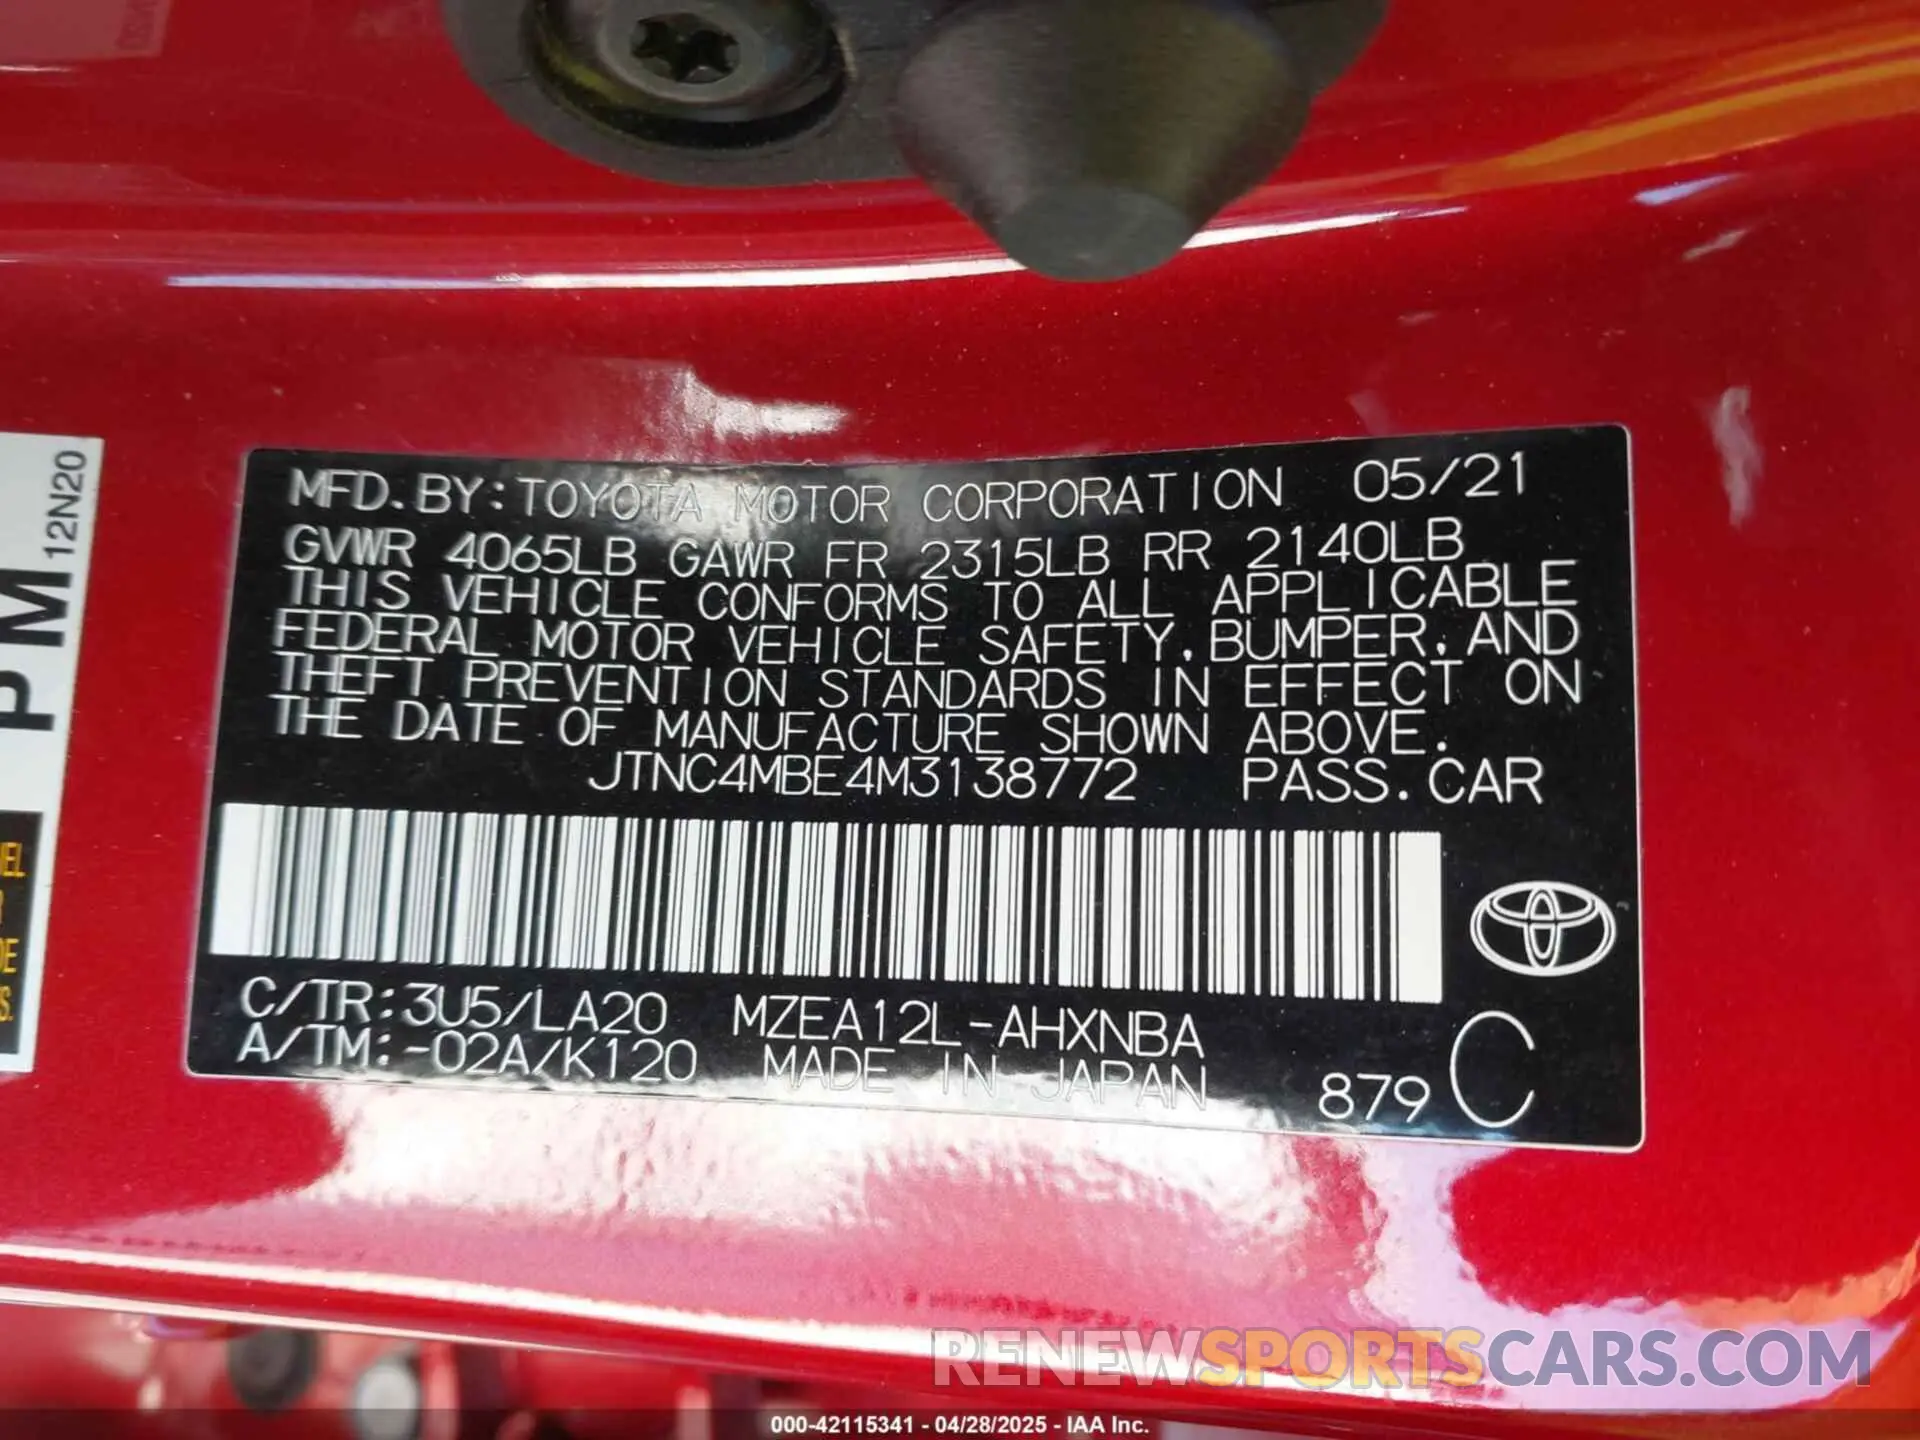 12N20
PM
MFD. BY: TOYOTA MOTOR CORPORATION 05/21
GVWR 4065LB GAWR FR 2315LB RR 2140LB
THIS VEHICLE CONFORMS TO ALL APPLICABLE
FEDERAL MOTOR VEHICLE SAFETY, BUMPER, AND
THEFT PREVENTION STANDARDS IN EFFECT ON
THE DATE OF MANUFACTURE SHOWN ABOVE.
JTNC4MBE4M3138772 PASS. CAR
C/TR: 3U5/LA20 MZEA12L-AHXNBA
A/TM: -02A/K120 MADE IN JAPAN
879 C
RENEWSPORTSCARS.COM
000-42115341 - 04/28/2025 - IAA Inc.